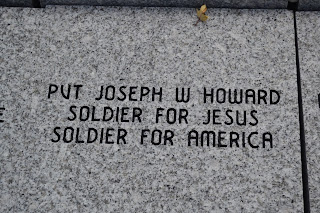 PVT JOSEPH W. HOWARD
SOLDIER FOR JESUS
SOLDIER FOR AMERICA